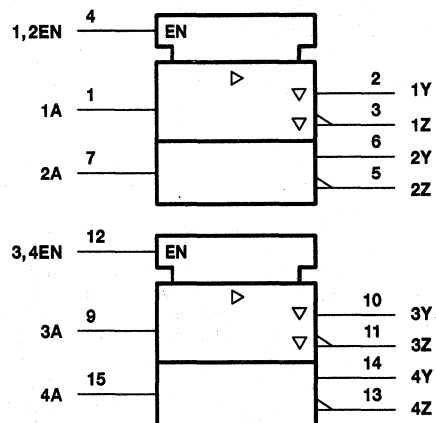 4
1,2EN EN
1 2 1Y
1A 3 1Z
7 6 2Y
2A 5 2Z
12
3,4EN EN
9 10 3Y
3A 11 3Z
15 14 4Y
4A 13 4Z